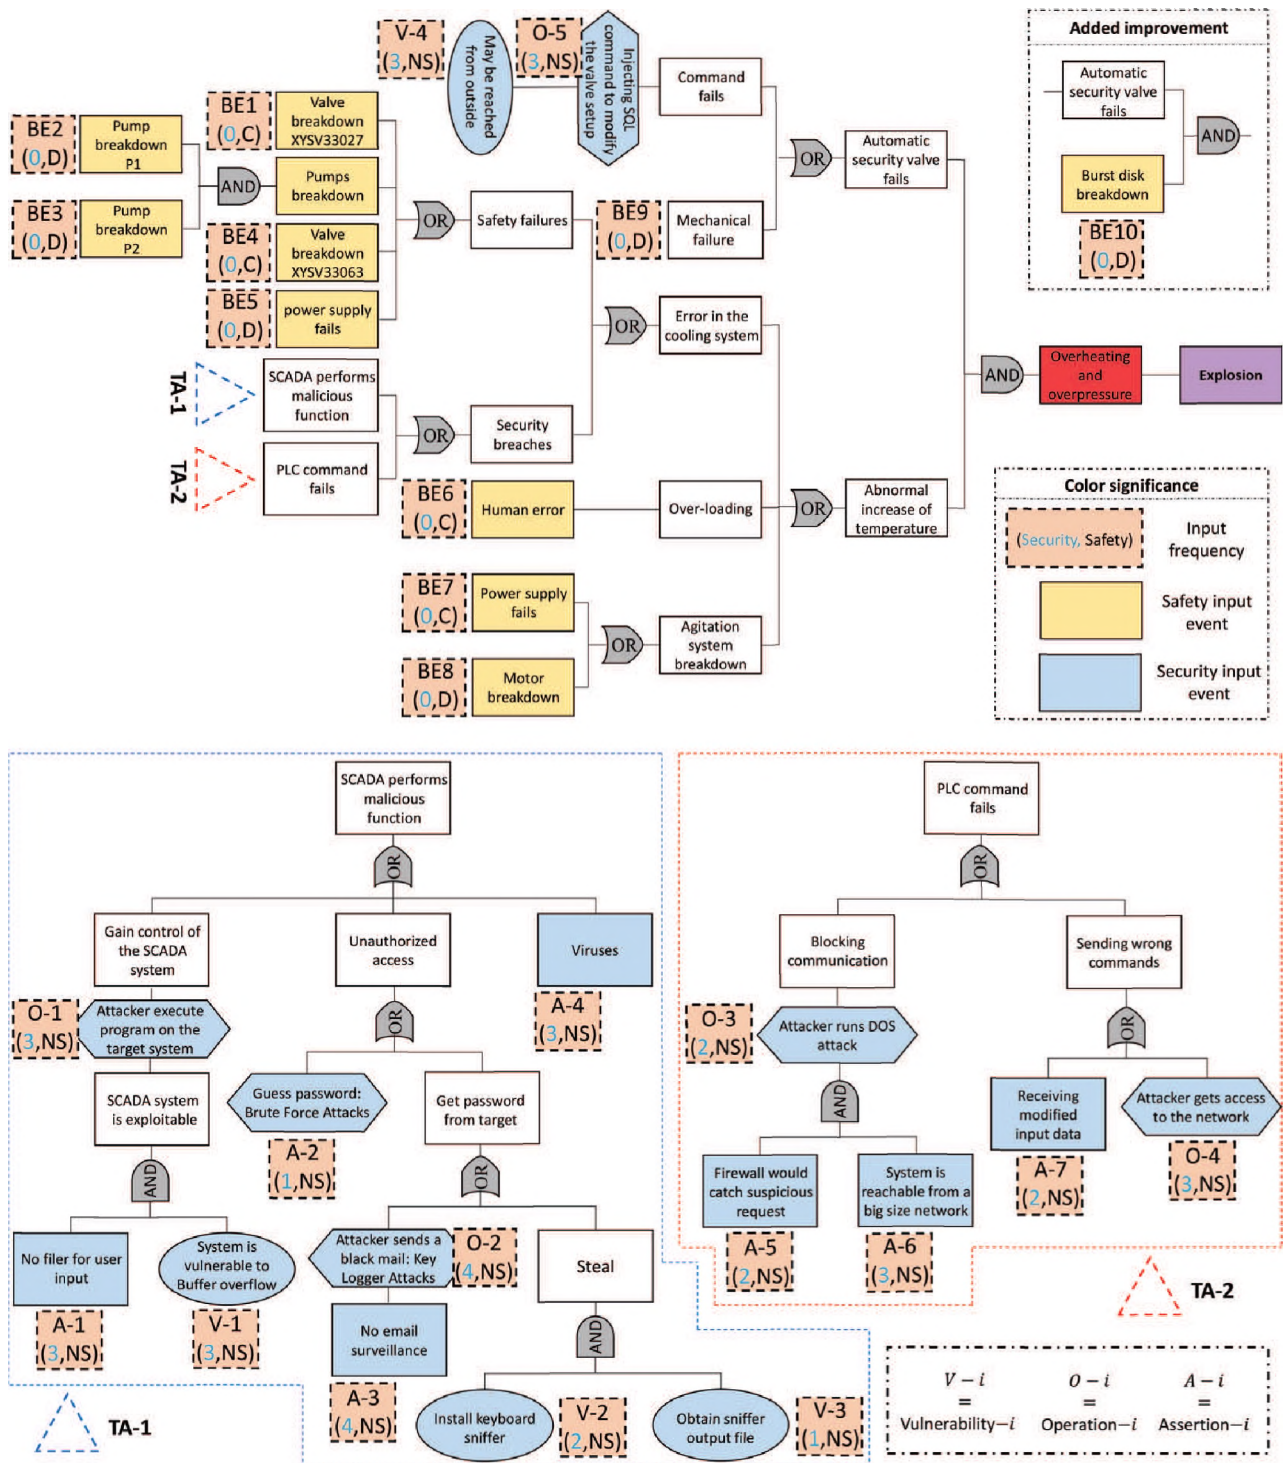 V-4
(3,NS)
May be reached
from outside
O-5
(3,NS)
Injecting SQL
command to modify
the valve setup
Command
fails
Added improvement
Automatic
security valve
fails
AND
Burst disk
breakdown
BE10
(0,D)
BE1
(0,C)
Valve
breakdown
XYSV33027
BE2
(0,D)
Pump
breakdown
P1
AND
Pumps
breakdown
BE3
(0,D)
Pump
breakdown
P2
BE4
(0,C)
Valve
breakdown
XYSV33063
BE5
(0,D)
power supply
fails
OR
Safety failures
BE9
(0,D)
Mechanical
failure
OR
Automatic
security valve
fails
OR
Error in the
cooling system
TA-1
SCADA performs
malicious
function
TA-2
PLC command
fails
OR
Security
breaches
AND
Overheating
and
overpressure
Explosion
BE6
(0,C)
Human error
Over-loading
OR
Abnormal
increase of
temperature
BE7
(0,C)
Power supply
fails
BE8
(0,D)
Motor
breakdown
OR
Agitation
system
breakdown
Color significance
(Security, Safety)
Input
frequency
Safety input
event
Security input
event
SCADA performs
malicious
function
OR
Gain control of
the SCADA
system
Unauthorized
access
Viruses
A-4
(3,NS)
O-1
(3,NS)
Attacker execute
program on the
target system
OR
SCADA system
is exploitable
Guess password:
Brute Force Attacks
A-2
(1,NS)
Get password
from target
AND
OR
No filer for user
input
A-1
(3,NS)
System is
vulnerable to
Buffer overflow
V-1
(3,NS)
Attacker sends a
black mail: Key
Logger Attacks
O-2
(4,NS)
Steal
No email
surveillance
A-3
(4,NS)
AND
Install keyboard
sniffer
V-2
(2,NS)
Obtain sniffer
output file
V-3
(1,NS)
TA-1
PLC command
fails
OR
Blocking
communication
Sending wrong
commands
O-3
(2,NS)
Attacker runs DOS
attack
OR
AND
Receiving
modified
input data
A-7
(2,NS)
Attacker gets access
to the network
O-4
(3,NS)
Firewall would
catch suspicious
request
A-5
(2,NS)
System is
reachable from a
big size network
A-6
(3,NS)
TA-2
V − i
=
Vulnerability−i
O − i
=
Operation−i
A − i
=
Assertion−i